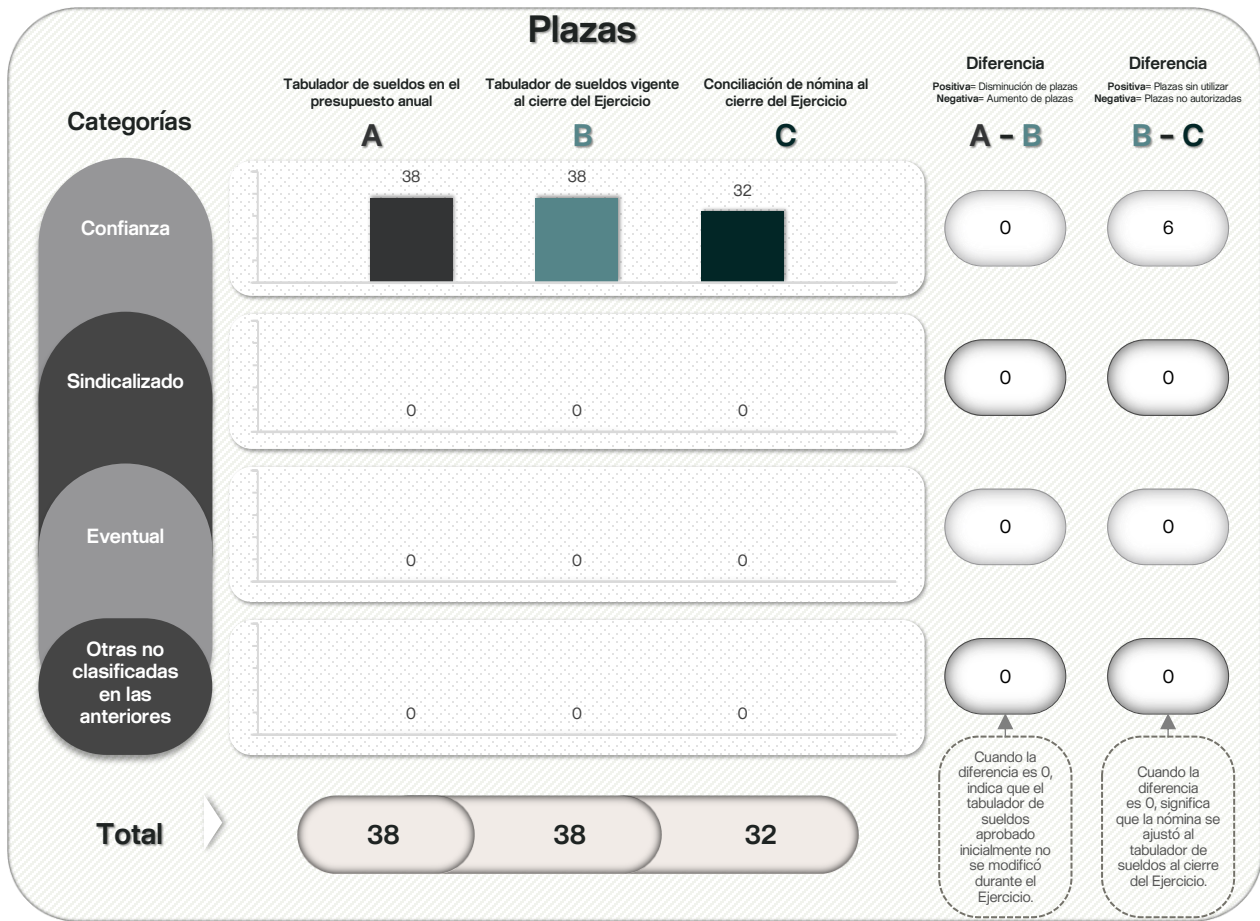 Plazas
Categorías
Tabulador de sueldos en el
presupuesto anual
A
Tabulador de sueldos vigente
al cierre del Ejercicio
B
Conciliación de nómina al
cierre del Ejercicio
C
Diferencia
Positiva= Disminución de plazas
Negativa= Aumento de plazas
A – B
Diferencia
Positiva= Plazas sin utilizar
Negativa= Plazas no autorizadas
B – C
Confianza
38
38
32
0
6
Sindicalizado
0
0
0
0
0
Eventual
0
0
0
0
0
Otras no
clasificadas
en las
anteriores
0
0
0
0
0
Total
38
38
32
Cuando la
diferencia es 0,
indica que el
tabulador de
sueldos
aprobado
inicialmente no
se modificó
durante el
Ejercicio.
Cuando la
diferencia
es 0, significa
que la nómina se
ajustó al
tabulador de
sueldos al cierre
del Ejercicio.